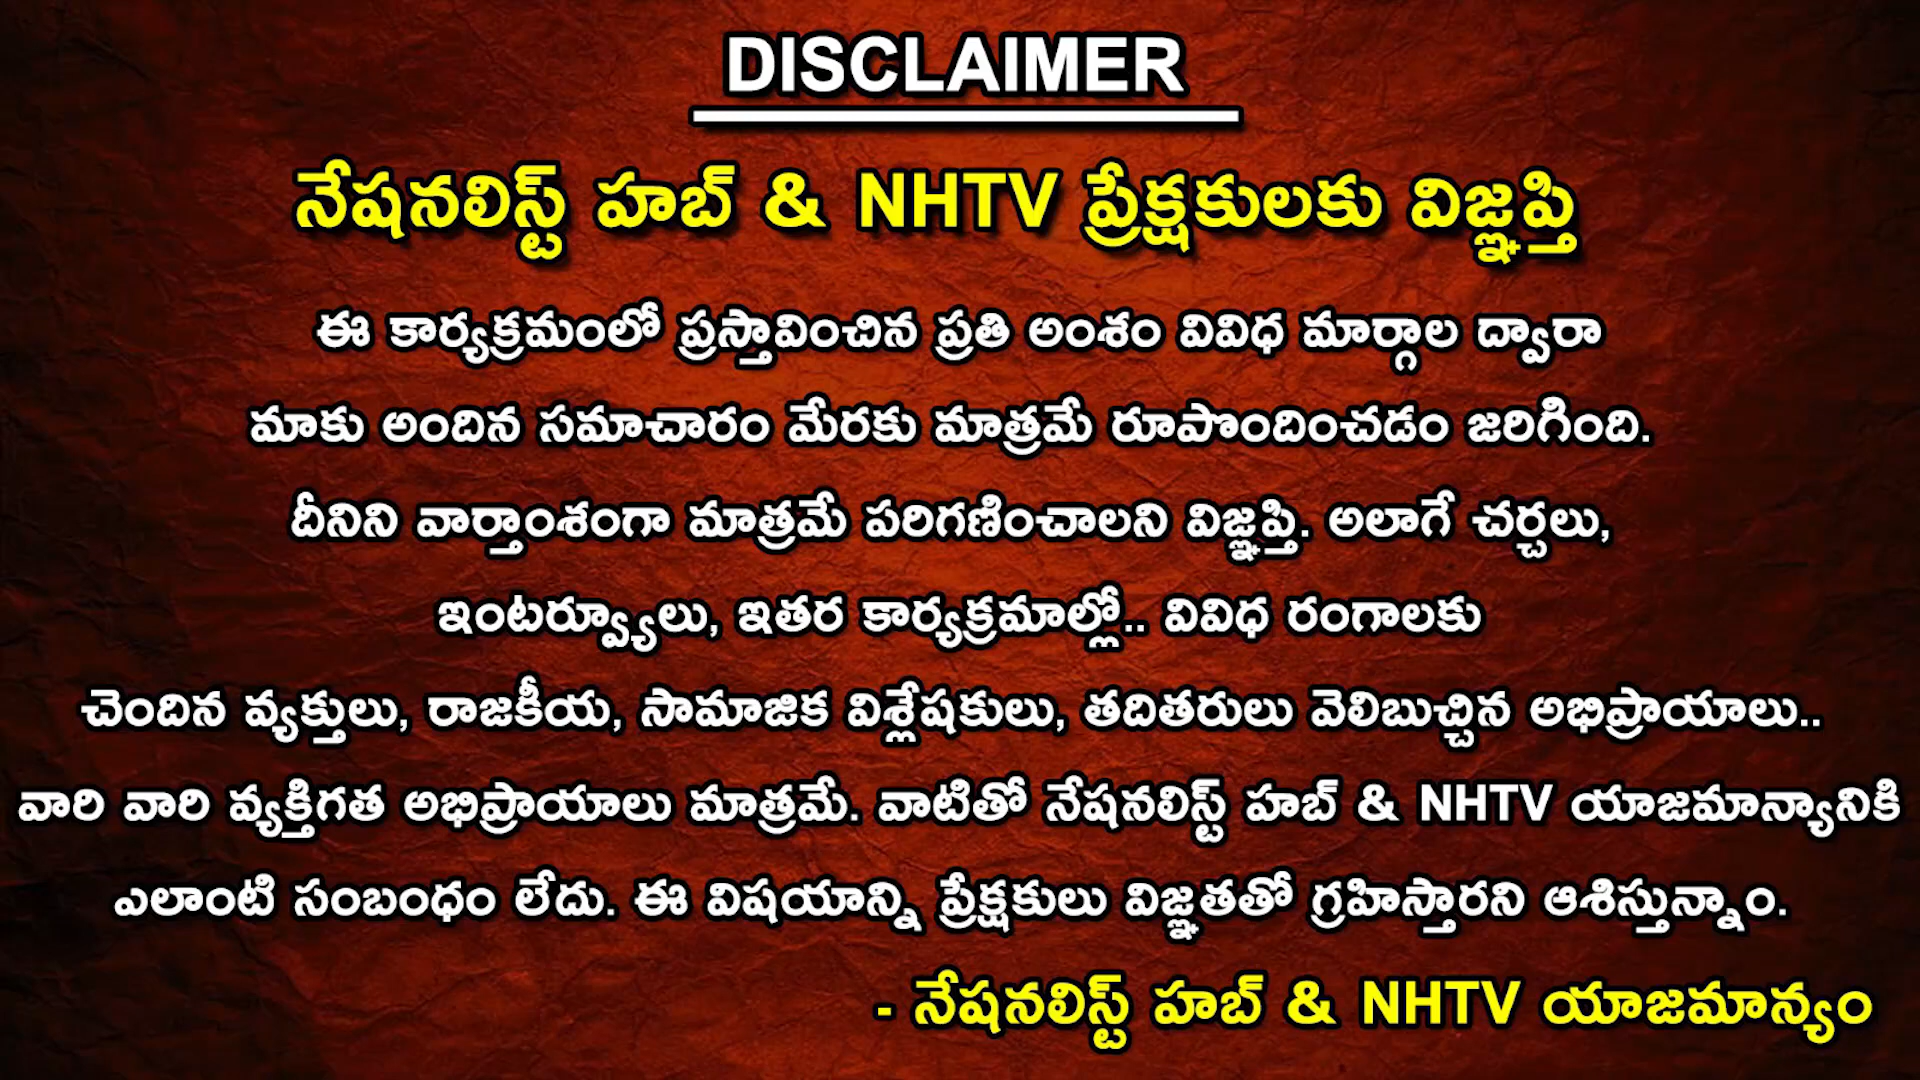 DISCLAIMER
నేషనలిస్ట్ హబ్ & NHTV ప్రేక్షకులకు విజ్ఞప్తి
ఈ కార్యక్రమంలో ప్రస్తావించిన ప్రతి అంశం వివిధ మార్గాల ద్వారా
మాకు అందిన సమాచారం మేరకు మాత్రమే రూపొందించడం జరిగింది.
దీనిని వార్తాంశంగా మాత్రమే పరిగణించాలని విజ్ఞప్తి. అలాగే చర్చలు,
ఇంటర్వ్యూలు, ఇతర కార్యక్రమాల్లో.. వివిధ రంగాలకు
చెందిన వ్యక్తులు, రాజకీయ, సామాజిక విశ్లేషకులు, తదితరులు వెలిబుచ్చిన అభిప్రాయాలు..
వారి వారి వ్యక్తిగత అభిప్రాయాలు మాత్రమే. వాటితో నేషనలిస్ట్ హబ్ & NHTV యాజమాన్యానికి
ఎలాంటి సంబంధం లేదు. ఈ విషయాన్ని ప్రేక్షకులు విజ్ఞతతో గ్రహిస్తారని ఆశిస్తున్నాం.
- నేషనలిస్ట్ హబ్ & NHTV యాజమాన్యం